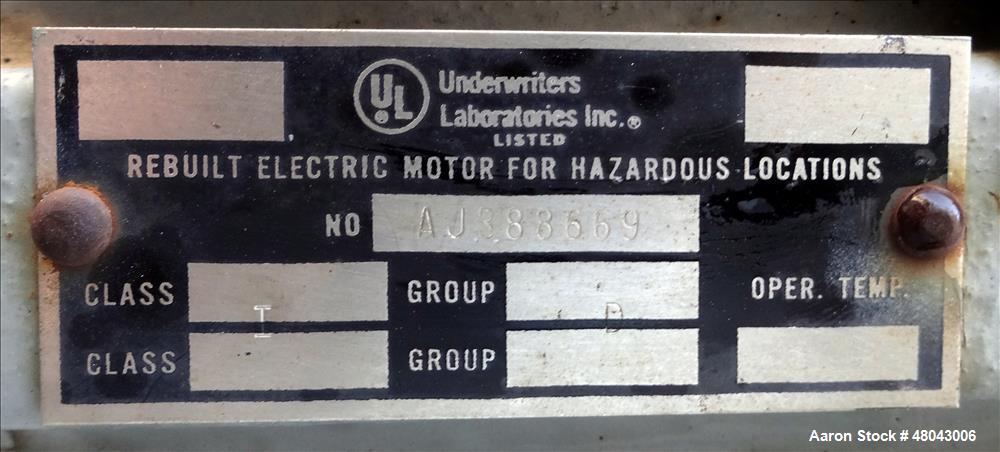 UL®
Underwriters
Laboratories Inc.®
LISTED
REBUILT ELECTRIC MOTOR FOR HAZARDOUS LOCATIONS
NO AJ388669
CLASS I GROUP D OPER. TEMP.
CLASS GROUP
Aaron Stock # 48043006